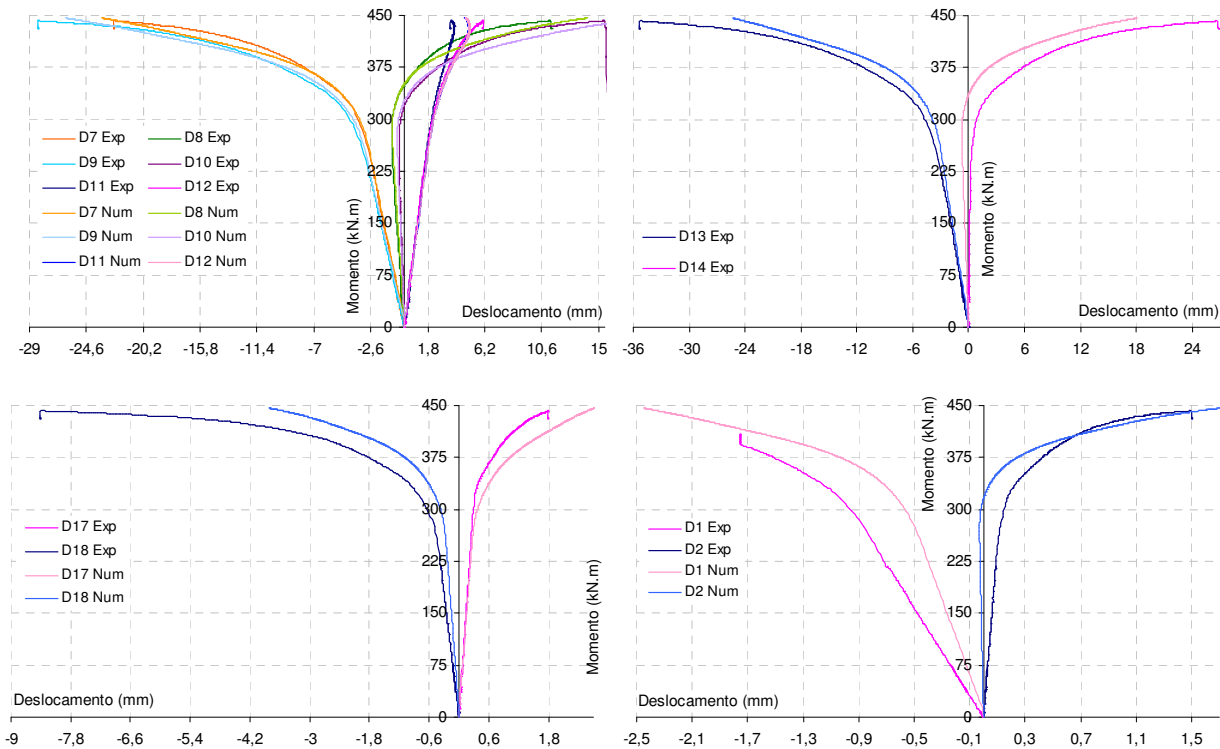 450
375
300
225
150
75
0
Momento (kN.m)
Deslocamento (mm)
D7 Exp D8 Exp
D9 Exp D10 Exp
D11 Exp D12 Exp
D7 Num D8 Num
D9 Num D10 Num
D11 Num D12 Num
-29 -24,6 -20,2 -15,8 -11,4 -7 -2,6 1,8 6,2 10,6 15
450
375
300
225
150
75
0
Momento (kN.m)
Deslocamento (mm)
D13 Exp
D14 Exp
-36 -30 -24 -18 -12 -6 0 6 12 18 24
450
375
300
225
150
75
0
Momento (kN.m)
Deslocamento (mm)
D17 Exp
D18 Exp
D17 Num
D18 Num
-9 -7,8 -6,6 -5,4 -4,2 -3 -1,8 -0,6 0,6 1,8
450
375
300
225
150
75
0
Momento (kN.m)
Deslocamento (mm)
D1 Exp
D2 Exp
D1 Num
D2 Num
-2,5 -2,1 -1,7 -1,3 -0,9 -0,5 -0,1 0,3 0,7 1,1 1,5